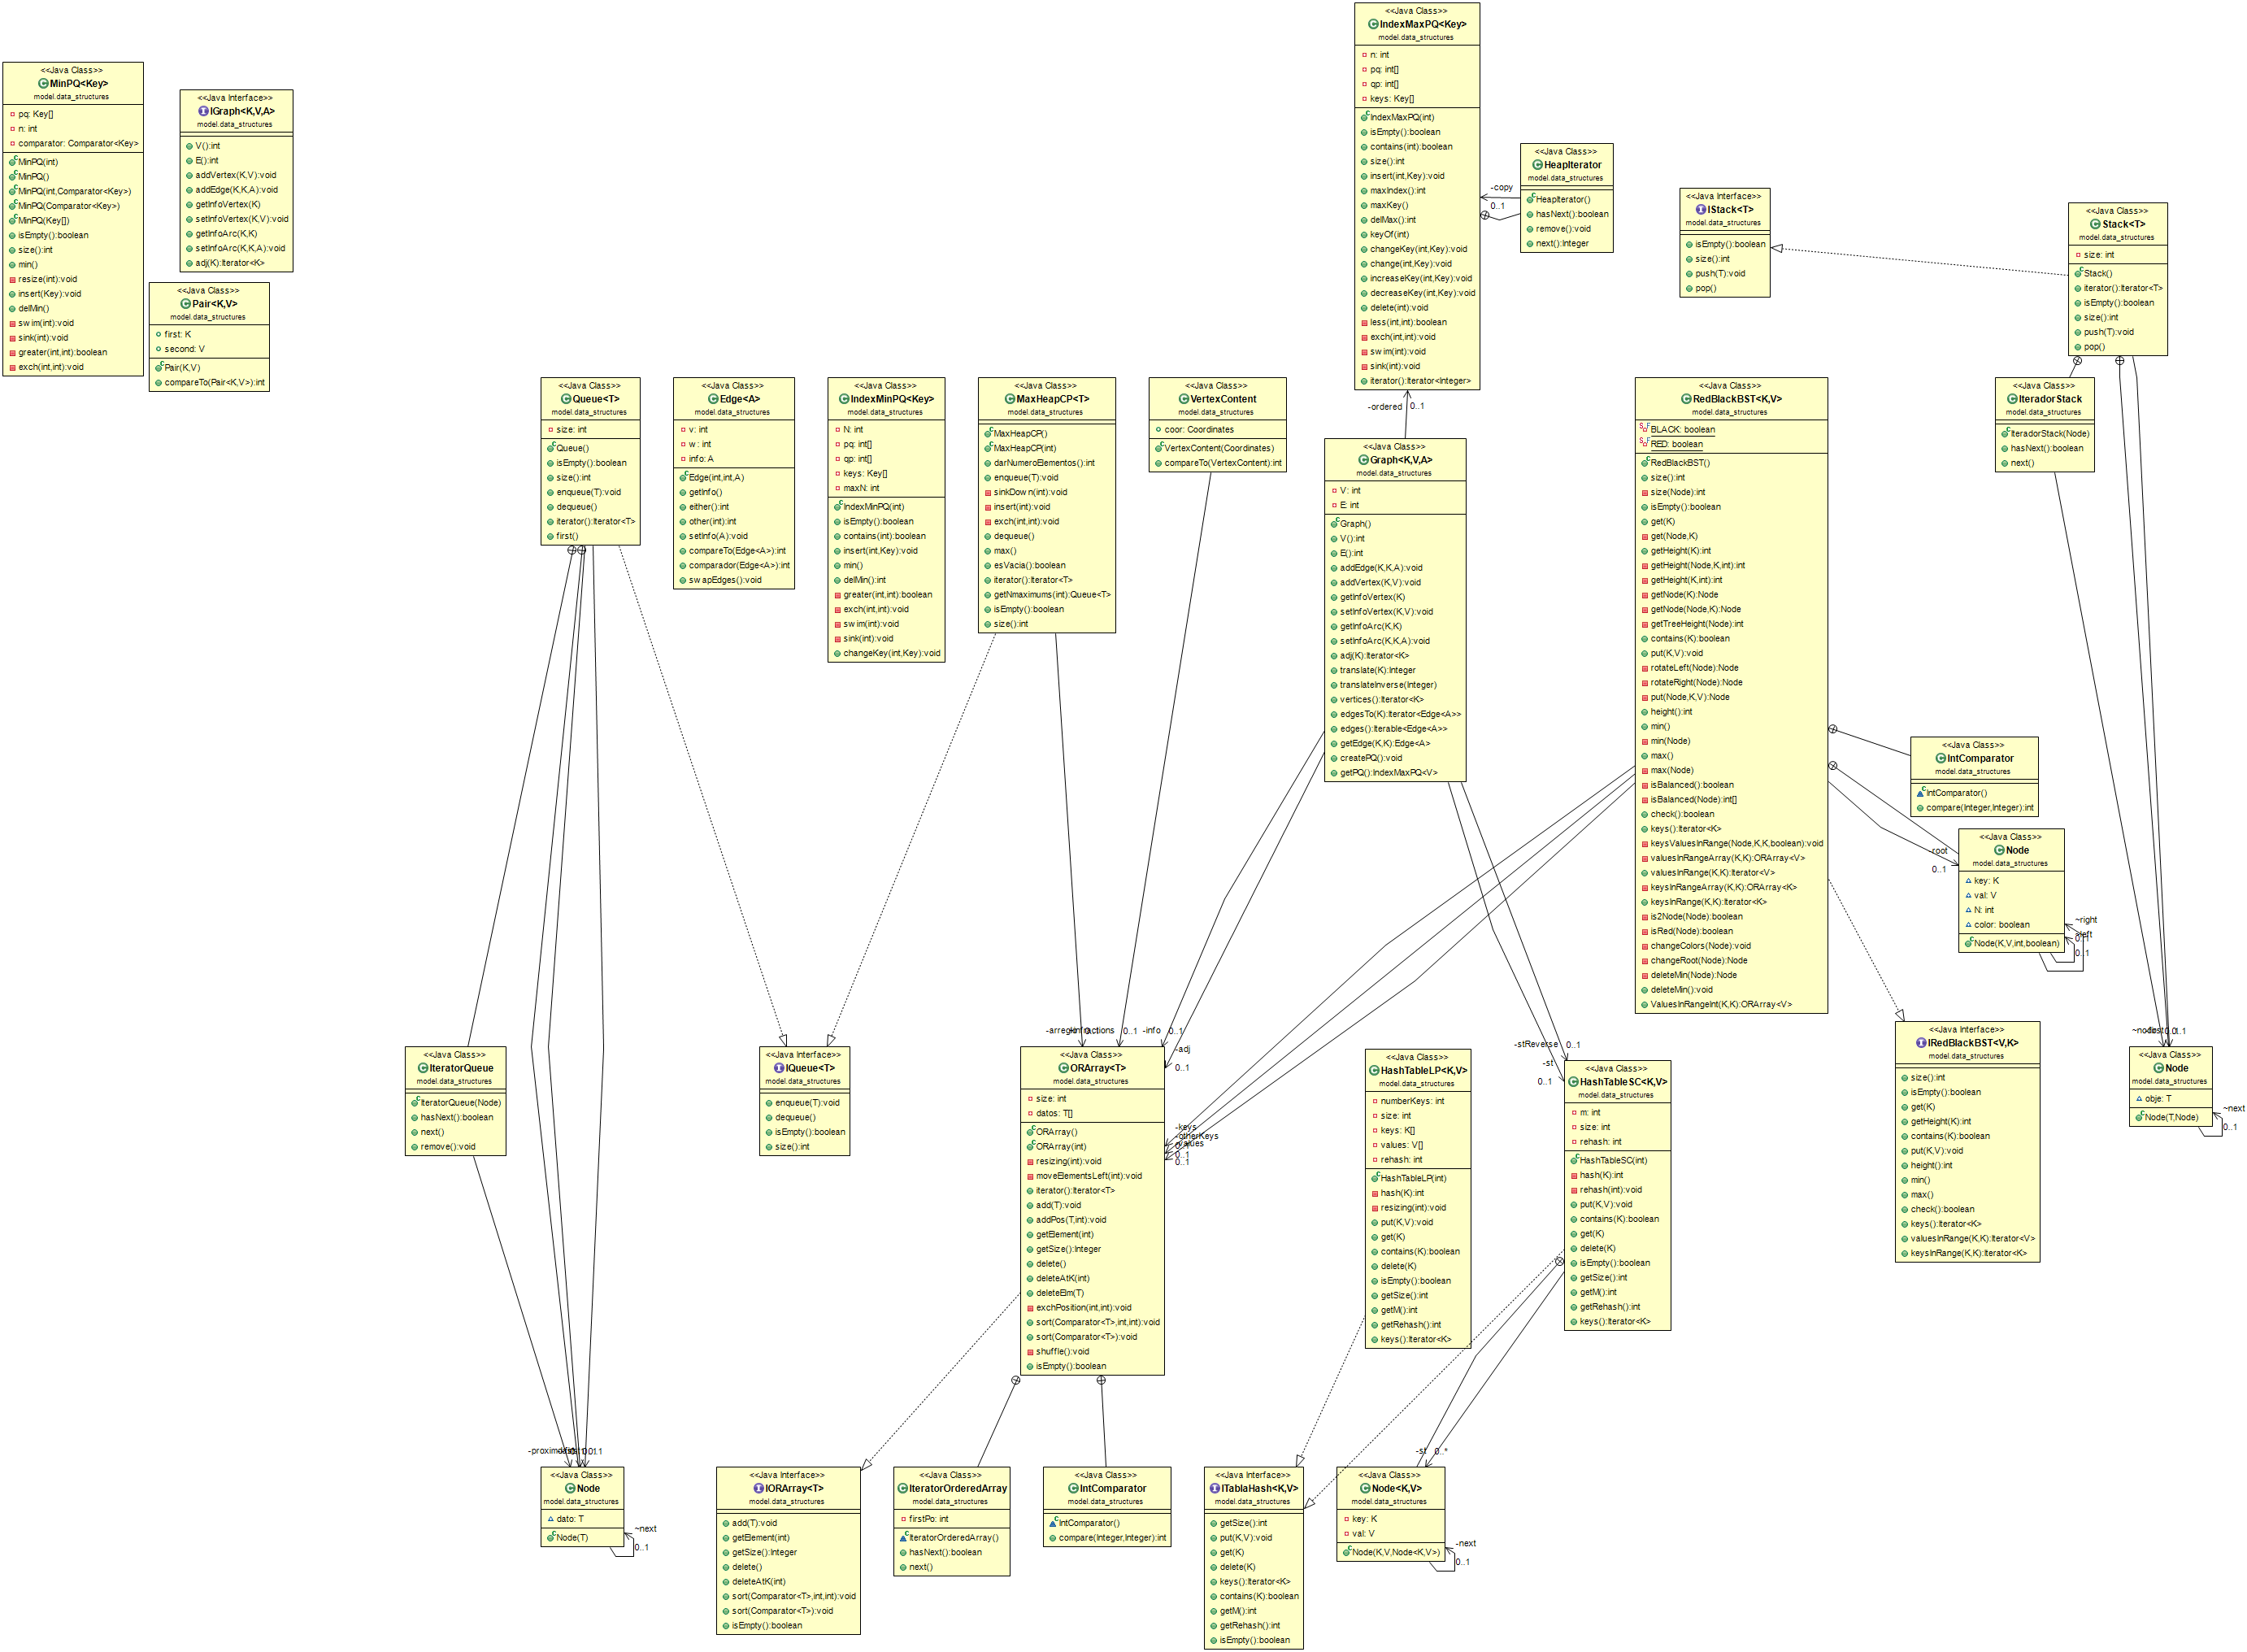 <<Java Class>>
MinPQ<Key>
model.data_structures
pq: Key[]
n: int
comparator: Comparator<Key>
MinPQ(int)
MinPQ()
MinPQ(int,Comparator<Key>)
MinPQ(Comparator<Key>)
MinPQ(Key[])
isEmpty():boolean
size():int
min()
resize(int):void
insert(Key):void
delMin()
swim(int):void
sink(int):void
greater(int,int):boolean
exch(int,int):void
<<Java Interface>>
IGraph<K,V,A>
model.data_structures
V():int
E():int
addVertex(K,V):void
addEdge(K,K,A):void
getInfoVertex(K)
setInfoVertex(K,V):void
getInfoArc(K,K)
setInfoArc(K,K,A):void
adj(K):Iterator<K>
<<Java Class>>
Pair<K,V>
model.data_structures
first: K
second: V
Pair(K,V)
compareTo(Pair<K,V>):int
<<Java Class>>
IndexMaxPQ<Key>
model.data_structures
n: int
pq: int[]
qp: int[]
keys: Key[]
IndexMaxPQ(int)
isEmpty():boolean
contains(int):boolean
size():int
insert(int,Key):void
maxIndex():int
maxKey()
delMax():int
keyOf(int)
changeKey(int,Key):void
change(int,Key):void
increaseKey(int,Key):void
decreaseKey(int,Key):void
delete(int):void
less(int,int):boolean
exch(int,int):void
swim(int):void
sink(int):void
iterator():Iterator<Integer>
-copy
0..1
<<Java Class>>
HeapIterator
model.data_structures
HeapIterator()
hasNext():boolean
remove():void
next():Integer
<<Java Interface>>
IStack<T>
model.data_structures
isEmpty():boolean
size():int
push(T):void
pop()
<<Java Class>>
Stack<T>
model.data_structures
size: int
Stack()
iterator():Iterator<T>
isEmpty():boolean
size():int
push(T):void
pop()
<<Java Class>>
Queue<T>
model.data_structures
size: int
Queue()
isEmpty():boolean
size():int
enqueue(T):void
dequeue()
iterator():Iterator<T>
first()
<<Java Class>>
Edge<A>
model.data_structures
v: int
w: int
info: A
Edge(int,int,A)
getInfo()
either():int
other(int):int
setInfo(A):void
compareTo(Edge<A>):int
comparador(Edge<A>):int
swapEdges():void
<<Java Class>>
IndexMinPQ<Key>
model.data_structures
N: int
pq: int[]
qp: int[]
keys: Key[]
maxN: int
IndexMinPQ(int)
isEmpty():boolean
contains(int):boolean
insert(int,Key):void
min()
delMin():int
greater(int,int):boolean
exch(int,int):void
swim(int):void
sink(int):void
changeKey(int,Key):void
<<Java Class>>
MaxHeapCP<T>
model.data_structures
MaxHeapCP()
MaxHeapCP(int)
darNumeroElementos():int
enqueue(T):void
sinkDown(int):void
insert(int):void
exch(int,int):void
dequeue()
max()
esVacia():boolean
iterator():Iterator<T>
getNmaximums(int):Queue<T>
isEmpty():boolean
size():int
<<Java Class>>
VertexContent
model.data_structures
coor: Coordinates
VertexContent(Coordinates)
compareTo(VertexContent):int
-ordered
0..1
<<Java Class>>
Graph<K,V,A>
model.data_structures
V: int
E: int
Graph()
V():int
E():int
addEdge(K,K,A):void
addVertex(K,V):void
getInfoVertex(K)
setInfoVertex(K,V):void
getInfoArc(K,K)
setInfoArc(K,K,A):void
adj(K):Iterator<K>
translate(K):Integer
translateInverse(Integer)
vertices():Iterator<K>
edgesTo(K):Iterator<Edge<A>>
edges():Iterable<Edge<A>>
getEdge(K,K):Edge<A>
createPQ():void
getPQ():IndexMaxPQ<V>
<<Java Class>>
RedBlackBST<K,V>
model.data_structures
BLACK: boolean
RED: boolean
RedBlackBST()
size():int
size(Node):int
isEmpty():boolean
get(K)
get(Node,K)
getHeight(K):int
getHeight(Node,K,int):int
getHeight(K,int):int
getNode(K):Node
getNode(Node,K):Node
getTreeHeight(Node):int
contains(K):boolean
put(K,V):void
rotateLeft(Node):Node
rotateRight(Node):Node
put(Node,K,V):Node
height():int
min()
min(Node)
max()
max(Node)
isBalanced():boolean
isBalanced(Node):int[]
check():boolean
keys():Iterator<K>
keysValuesInRange(Node,K,K,boolean):void
valuesInRangeArray(K,K):ORArray<V>
valuesInRange(K,K):Iterator<V>
keysInRangeArray(K,K):ORArray<K>
keysInRange(K,K):Iterator<K>
is2Node(Node):boolean
isRed(Node):boolean
changeColors(Node):void
changeRoot(Node):Node
deleteMin(Node):Node
deleteMin():void
ValuesInRangeInt(K,K):ORArray<V>
<<Java Class>>
IteradorStack
model.data_structures
IteradorStack(Node)
hasNext():boolean
next()
<<Java Class>>
IntComparator
model.data_structures
IntComparator()
compare(Integer,Integer):int
-root
0..1
<<Java Class>>
Node
model.data_structures
key: K
val: V
N: int
color: boolean
Node(K,V,int,boolean)
~right
0..1
<<Java Class>>
IteratorQueue
model.data_structures
IteratorQueue(Node)
hasNext():boolean
next()
remove():void
<<Java Interface>>
IQueue<T>
model.data_structures
enqueue(T):void
dequeue()
isEmpty():boolean
size():int
0..1
-info
0..1
-adj
0..1
<<Java Class>>
ORArray<T>
model.data_structures
size: int
datos: T[]
ORArray()
ORArray(int)
resizing(int):void
moveElementsLeft(int):void
iterator():Iterator<T>
add(T):void
addPos(T,int):void
getElement(int)
getSize():Integer
delete()
deleteAtK(int)
deleteElm(T)
exchPosition(int,int):void
sort(Comparator<T>,int,int):void
sort(Comparator<T>):void
shuffle():void
isEmpty():boolean
-keys
0..1
0..1
<<Java Class>>
HashTableLP<K,V>
model.data_structures
numberKeys: int
size: int
keys: K[]
values: V[]
rehash: int
HashTableLP(int)
hash(K):int
resizing(int):void
put(K,V):void
get(K)
contains(K):boolean
delete(K)
isEmpty():boolean
getSize():int
getM():int
getRehash():int
keys():Iterator<K>
-stReverse
0..1
-st
0..1
<<Java Class>>
HashTableSC<K,V>
model.data_structures
m: int
size: int
rehash: int
HashTableSC(int)
hash(K):int
rehash(int):void
put(K,V):void
contains(K):boolean
get(K)
delete(K)
isEmpty():boolean
getSize():int
getM():int
getRehash():int
keys():Iterator<K>
<<Java Interface>>
IRedBlackBST<V,K>
model.data_structures
size():int
isEmpty():boolean
get(K)
getHeight(K):int
contains(K):boolean
put(K,V):void
height():int
min()
max()
check():boolean
keys():Iterator<K>
valuesInRange(K,K):Iterator<V>
keysInRange(K,K):Iterator<K>
<<Java Class>>
Node
model.data_structures
obje: T
Node(T,Node)
~next
0..1
<<Java Class>>
Node
model.data_structures
dato: T
Node(T)
~next
0..1
<<Java Interface>>
IORArray<T>
model.data_structures
add(T):void
getElement(int)
getSize():Integer
delete()
deleteAtK(int)
sort(Comparator<T>,int,int):void
sort(Comparator<T>):void
isEmpty():boolean
<<Java Class>>
IteratorOrderedArray
model.data_structures
firstPo: int
IteratorOrderedArray()
hasNext():boolean
next()
<<Java Class>>
IntComparator
model.data_structures
IntComparator()
compare(Integer,Integer):int
<<Java Interface>>
ITablaHash<K,V>
model.data_structures
getSize():int
put(K,V):void
get(K)
delete(K)
keys():Iterator<K>
contains(K):boolean
getM():int
getRehash():int
isEmpty():boolean
-st
0..*
<<Java Class>>
Node<K,V>
model.data_structures
key: K
val: V
Node(K,V,Node<K,V>)
-next
0..1